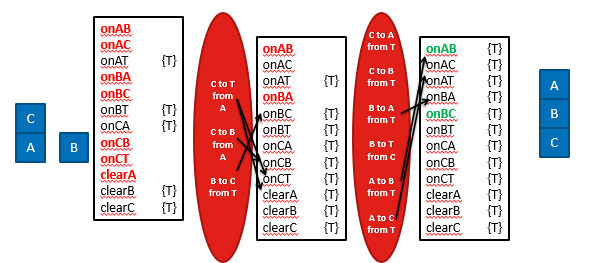 C
A
B
onAB
onAC
onAT {T}
onBA
onBC
onBT {T}
onCA {T}
onCB
onCT
clearA
clearB {T}
clearC {T}
C to T
from
A
C to B
from
A
B to C
from T
onAB
onAC
onAT {T}
onBA
onBC {T}
onBT {T}
onCA {T}
onCB {T}
onCT {T}
clearA {T}
clearB {T}
clearC {T}
C to A
from T
C to B
from T
B to A
from T
B to T
from C
A to B
from T
A to C
from T
onAB {T}
onAC {T}
onAT {T}
onBA {T}
onBC {T}
onBT {T}
onCA {T}
onCB {T}
onCT {T}
clearA {T}
clearB {T}
clearC {T}
A
B
C